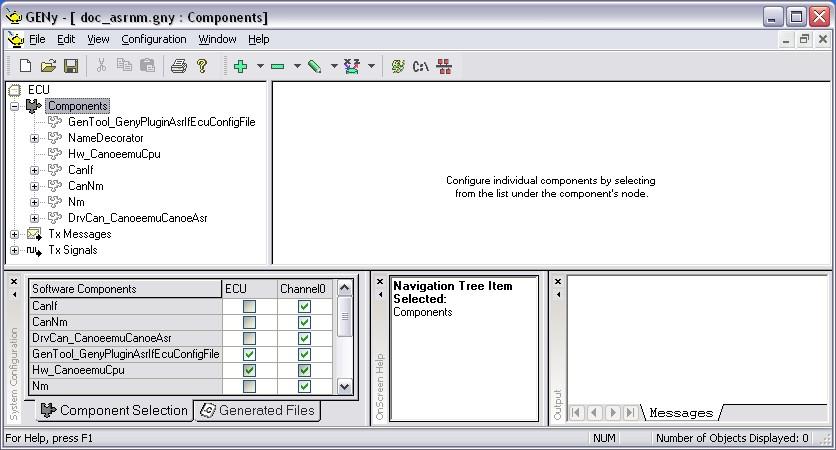 GENy - [ doc_asrnm.gny : Components]
File Edit View Configuration Window Help
C:\
ECU
Components
GenTool_GenyPluginAsrIfEcuConfigFile
NameDecorator
Hw_CanoeemuCpu
CanIf
CanNm
Nm
DrvCan_CanoeemuCanoeAsr
Tx Messages
Tx Signals
Configure individual components by selecting
from the list under the component's node.
System Configuration
Software Components ECU Channel0
CanIf
CanNm
DrvCan_CanoeemuCanoeAsr
GenTool_GenyPluginAsrIfEcuConfigFile
Hw_CanoeemuCpu
Nm
Component Selection Generated Files
OnScreen Help
Navigation Tree Item
Selected:
Components
Output
Messages
For Help, press F1 NUM Number of Objects Displayed: 0